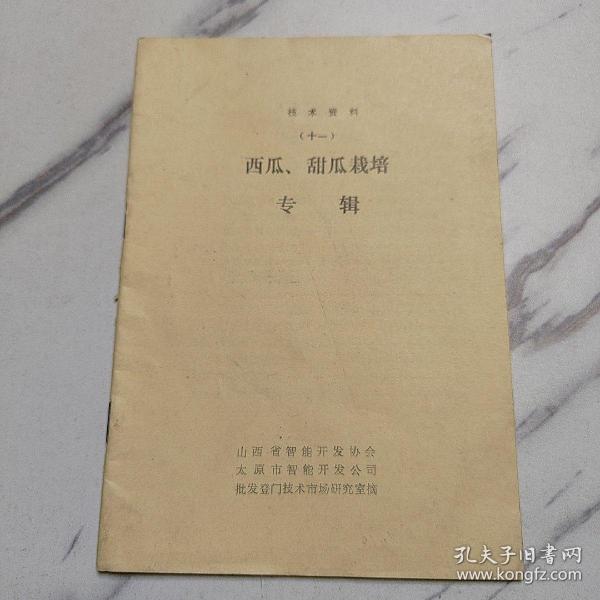 技术资料
（十一）
西瓜、甜瓜栽培
专辑
山西省智能开发协会
太原市智能开发公司
批发登门技术市场研究室摘
孔夫子旧书网
www.kongfz.com